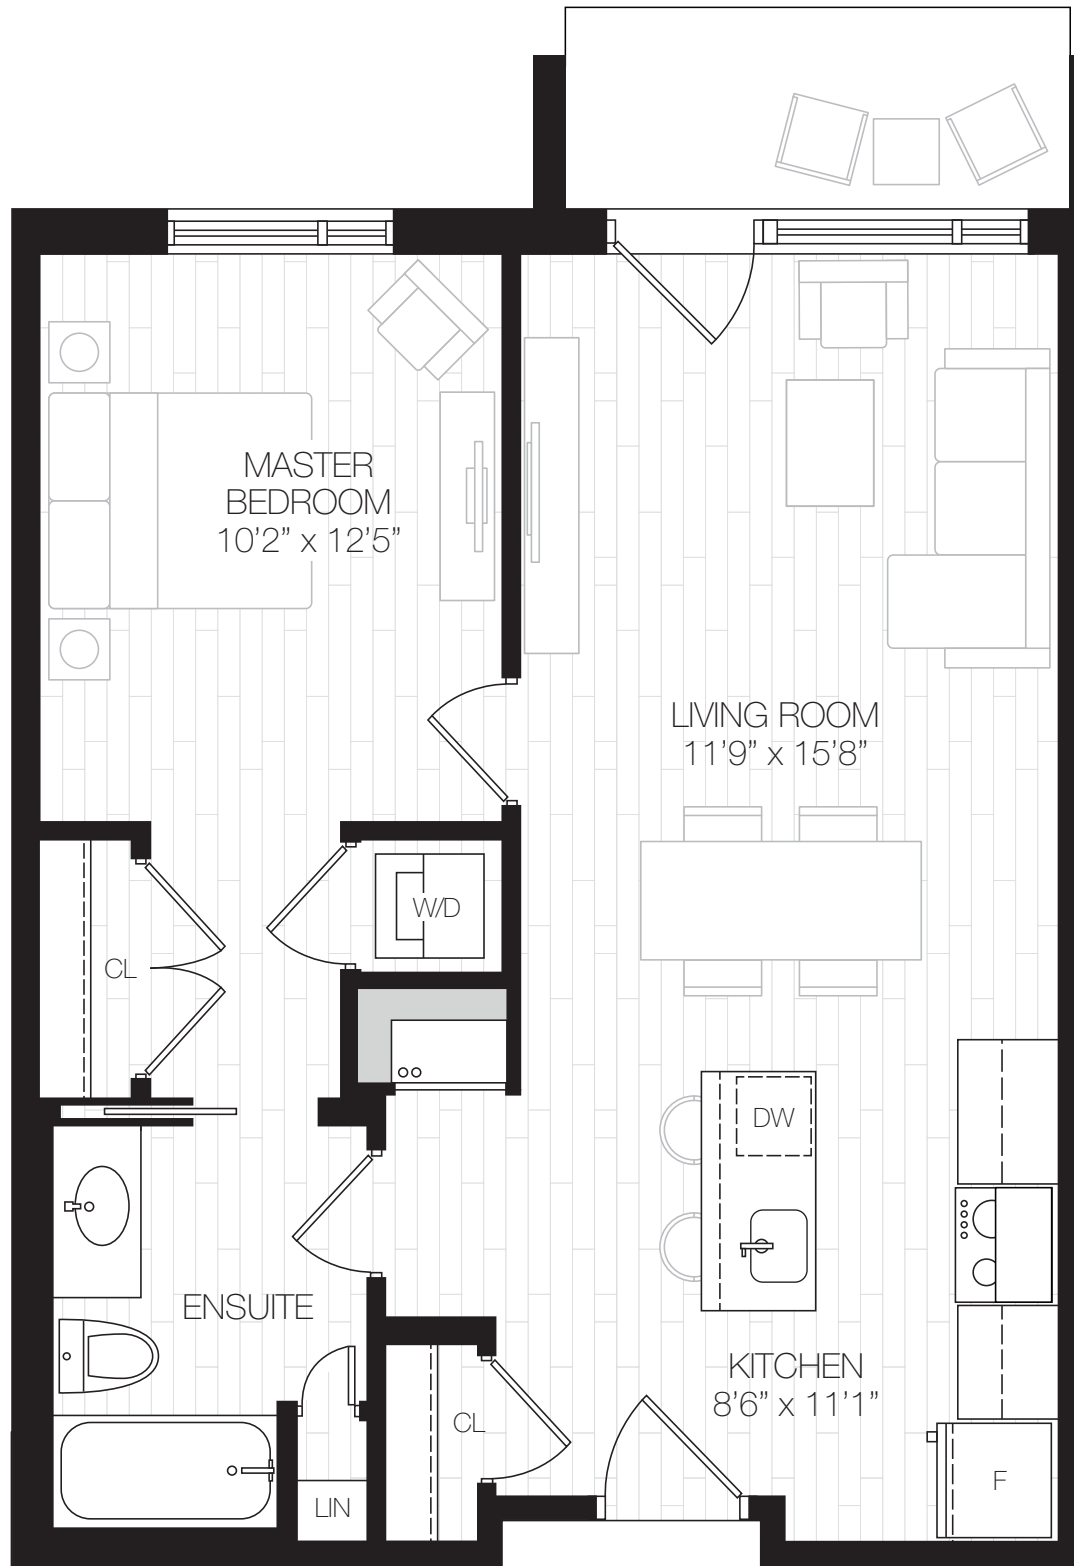 MASTER
BEDROOM
10’2” x 12’5”
LIVING ROOM
11’9” x 15’8”
W/D
CL
DW
ENSUITE
KITCHEN
8’6” x 11’1”
CL
F
LIN